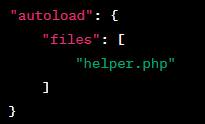 "autoload": {
    "files": [
        "helper.php"
    ]
}